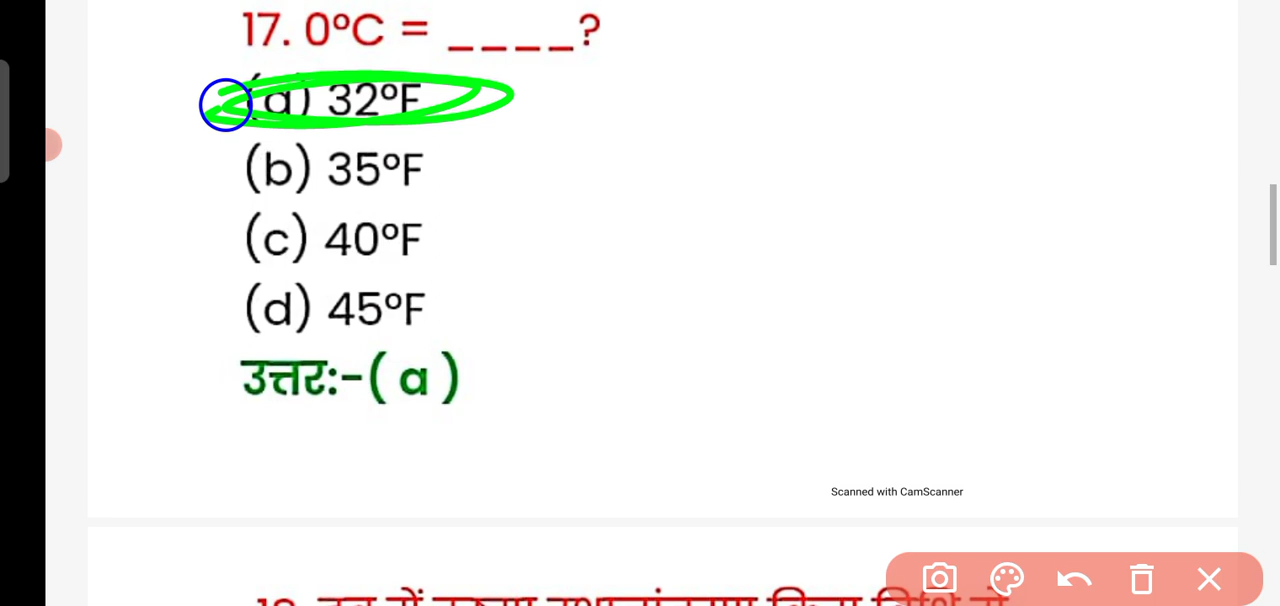 17. 0°C = ____?
(a) 32°F
(b) 35°F
(c) 40°F
(d) 45°F
उत्तर:-( a )
Scanned with CamScanner